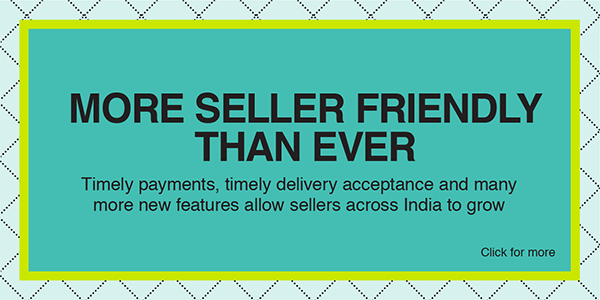 MORE SELLER FRIENDLY
THAN EVER
Timely payments, timely delivery acceptance and many
more new features allow sellers across India to grow
Click for more